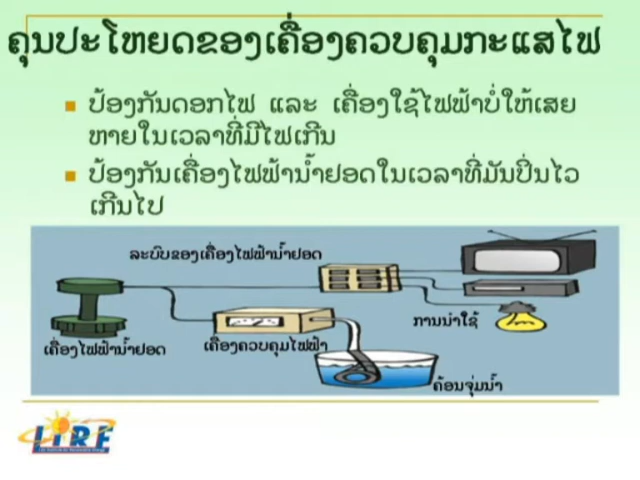 ຄຸນປະໂຫຍດຂອງເຄື່ອງຄວບຄຸມກະແສໄຟ
ປ້ອງກັນດອກໄຟ ແລະ ເຄື່ອງໃຊ້ໄຟຟ້າບໍ່ໃຫ້ເສຍ
ຫາຍໃນເວລາທີ່ມີໄຟເກີນ
ປ້ອງກັນເຄື່ອງໄຟຟ້ານ້ຳຢອດໃນເວລາທີ່ມັນປິ່ນໄວ
ເກີນໄປ
ລະບົບຂອງເຄື່ອງໄຟຟ້ານ້ຳຢອດ
ການນຳໃຊ້
ເຄື່ອງໄຟຟ້ານ້ຳຢອດ
ເຄື່ອງຄວບຄຸມໄຟຟ້າ
ຄ້ອນຈຸ່ມນ້ຳ
LIRE